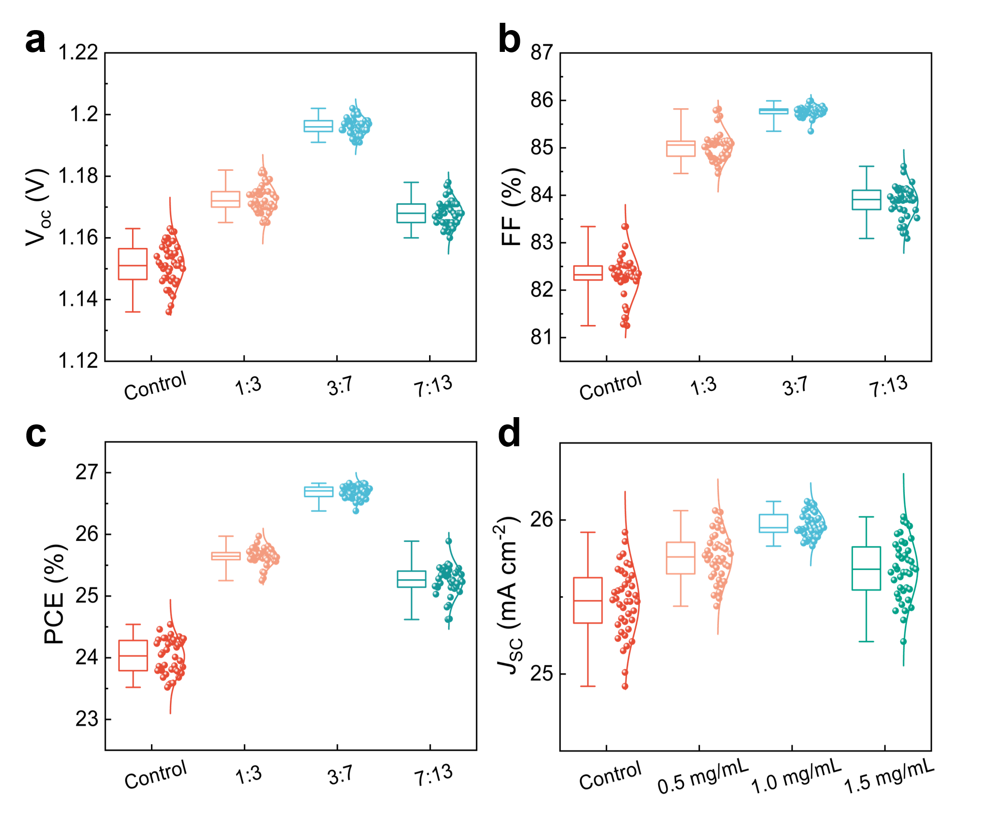 a
1.22
1.2
1.18
1.16
1.14
1.12
Voc (V)
Control
1:3
3:7
7:13
b
87
86
85
84
83
82
81
FF (%)
Control
1:3
3:7
7:13
c
27
26
25
24
23
PCE (%)
Control
1:3
3:7
7:13
d
26
25
JSC (mA cm-2)
Control
0.5 mg/mL
1.0 mg/mL
1.5 mg/mL